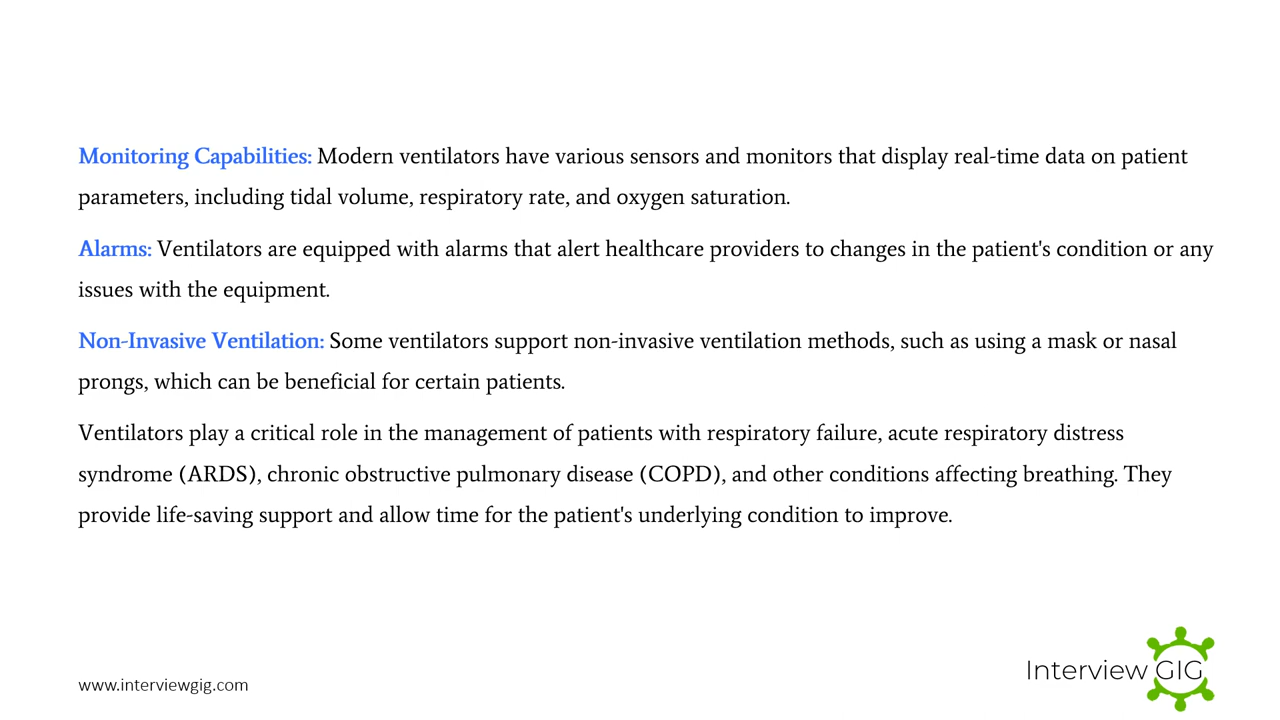 Monitoring Capabilities: Modern ventilators have various sensors and monitors that display real-time data on patient
parameters, including tidal volume, respiratory rate, and oxygen saturation.
Alarms: Ventilators are equipped with alarms that alert healthcare providers to changes in the patient's condition or any
issues with the equipment.
Non-Invasive Ventilation: Some ventilators support non-invasive ventilation methods, such as using a mask or nasal
prongs, which can be beneficial for certain patients.
Ventilators play a critical role in the management of patients with respiratory failure, acute respiratory distress
syndrome (ARDS), chronic obstructive pulmonary disease (COPD), and other conditions affecting breathing. They
provide life-saving support and allow time for the patient's underlying condition to improve.
www.interviewgig.com
Interview GIG